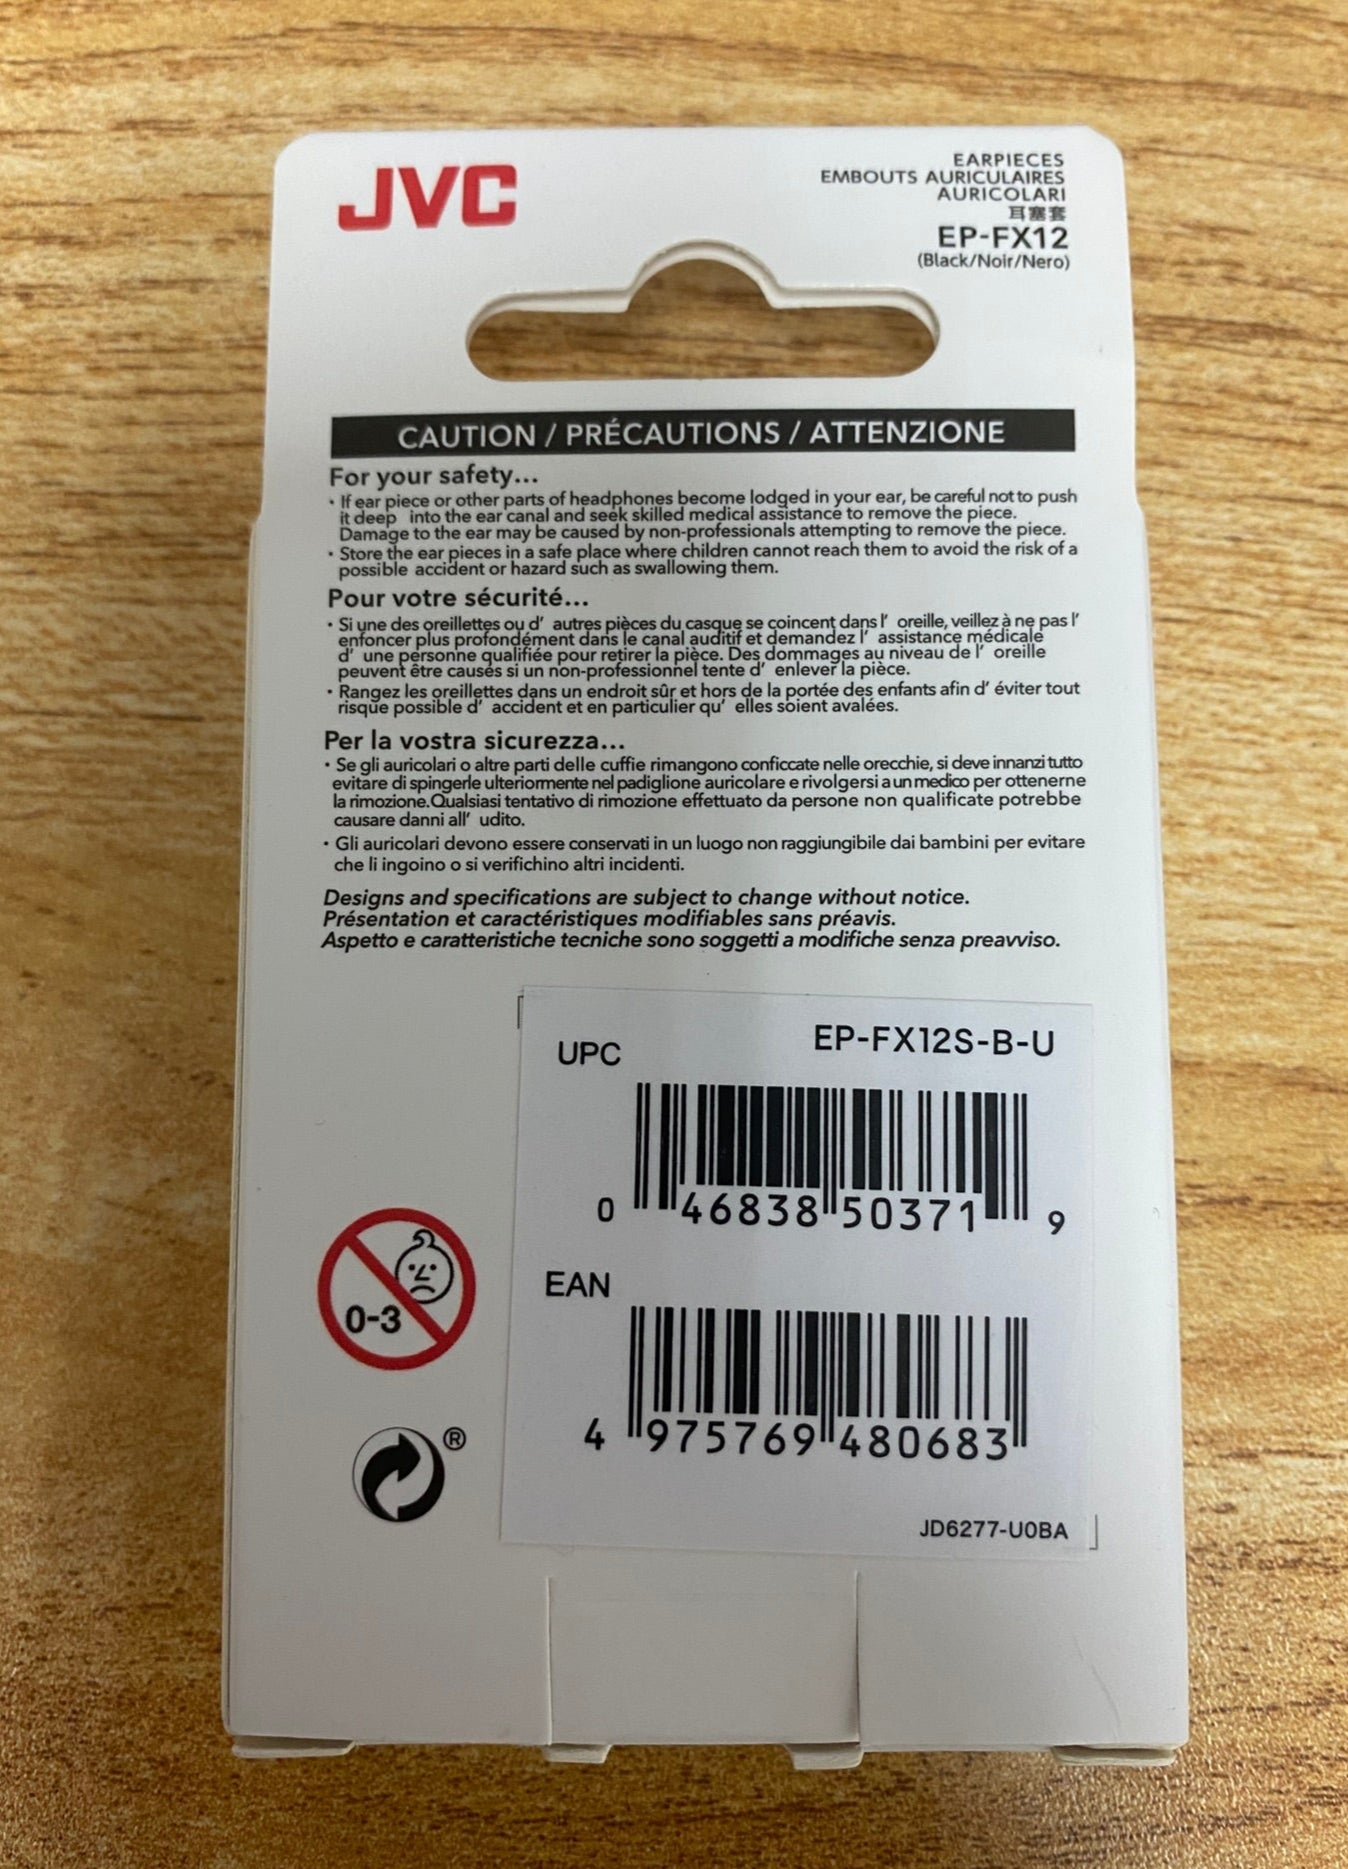 JVC
EARPIECES
EMBOUTS AURICULAIRES
AURICOLARI
耳塞套
EP-FX12
(Black/Noir/Nero)
CAUTION / PRÉCAUTIONS / ATTENZIONE
For your safety...
• If ear piece or other parts of headphones become lodged in your ear, be careful not to push
it deep into the ear canal and seek skilled medical assistance to remove the piece.
Damage to the ear may be caused by non-professionals attempting to remove the piece.
• Store the ear pieces in a safe place where children cannot reach them to avoid the risk of a
possible accident or hazard such as swallowing them.
Pour votre sécurité...
• Si une des oreillettes ou d' autres pièces du casque se coincent dans l' oreille, veillez à ne pas l'
enfoncer plus profondément dans le canal auditif et demandez l' assistance médicale
d' une personne qualifiée pour retirer la pièce. Des dommages au niveau de l' oreille
peuvent être causés si un non-professionnel tente d' enlever la pièce.
• Rangez les oreillettes dans un endroit sûr et hors de la portée des enfants afin d' éviter tout
risque possible d' accident et en particulier qu' elles soient avalées.
Per la vostra sicurezza...
• Se gli auricolari o altre parti delle cuffie rimangono conficcate nelle orecchie, si deve innanzi tutto
evitare di spingerle ulteriormente nel padiglione auricolare e rivolgersi a un medico per ottenerne
la rimozione. Qualsiasi tentativo di rimozione effettuato da persone non qualificate potrebbe
causare danni all' udito.
• Gli auricolari devono essere conservati in un luogo non raggiungibile dai bambini per evitare
che li ingoino o si verifichino altri incidenti.
Designs and specifications are subject to change without notice.
Présentation et caractéristiques modifiables sans préavis.
Aspetto e caratteristiche tecniche sono soggetti a modifiche senza preavviso.
UPC
EP-FX12S-B-U
0 46838 50371 9
EAN
4 975769 480683
JD6277-U0BA
0-3
®